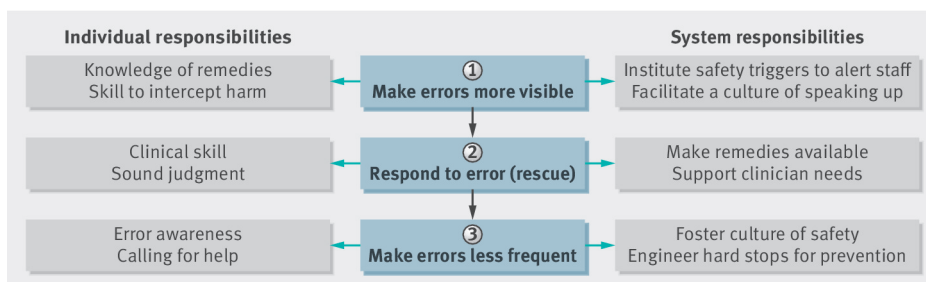 Individual responsibilities
System responsibilities
Knowledge of remedies
Skill to intercept harm
1
Make errors more visible
Institute safety triggers to alert staff
Facilitate a culture of speaking up
Clinical skill
Sound judgment
2
Respond to error (rescue)
Make remedies available
Support clinician needs
Error awareness
Calling for help
3
Make errors less frequent
Foster culture of safety
Engineer hard stops for prevention